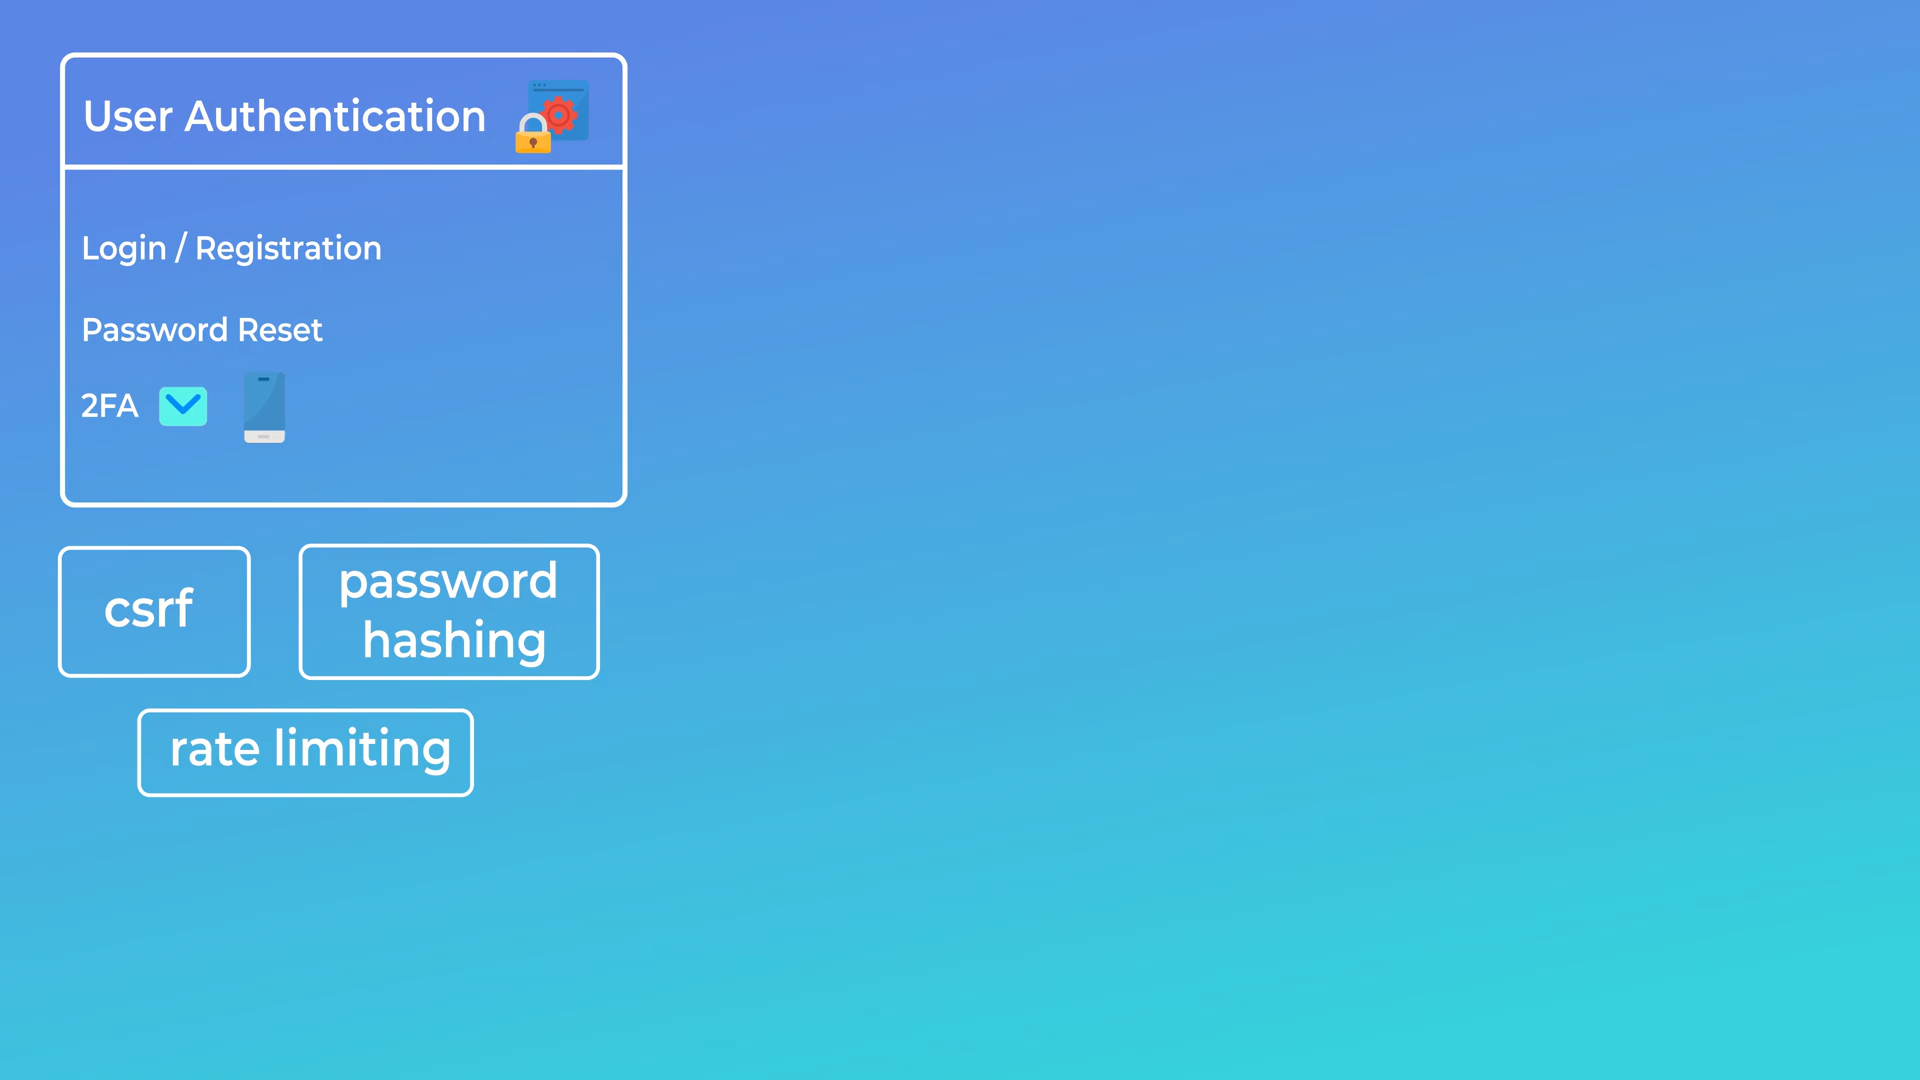 User Authentication
Login / Registration
Password Reset
2FA
csrf
password
hashing
rate limiting